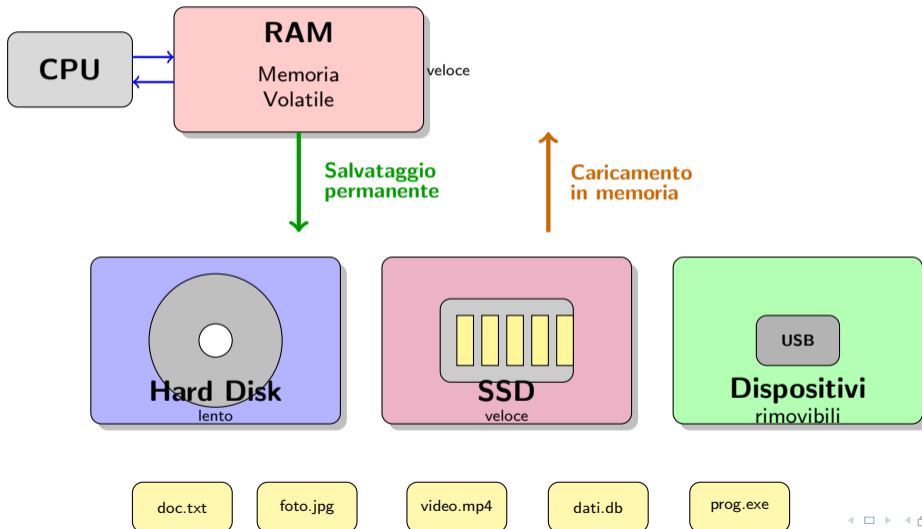 CPU
RAM
Memoria
Volatile
veloce
Salvataggio
permanente
Caricamento
in memoria
Hard Disk
lento
SSD
veloce
USB
Dispositivi
rimovibili
doc.txt
foto.jpg
video.mp4
dati.db
prog.exe